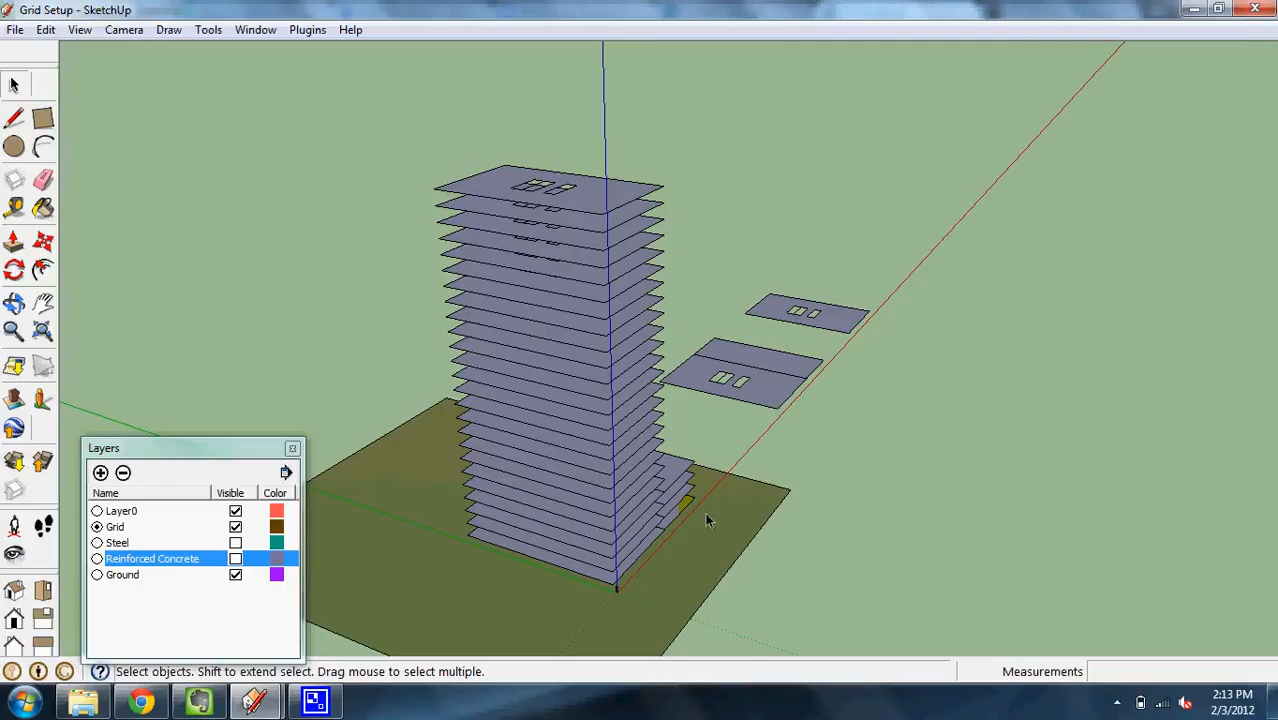 Grid Setup - SketchUp
File Edit View Camera Draw Tools Window Plugins Help
Layers
Name Visible Color
Layer0
Grid
Steel
Reinforced Concrete
Ground
Select objects. Shift to extend select. Drag mouse to select multiple.
Measurements
2:13 PM
2/3/2012